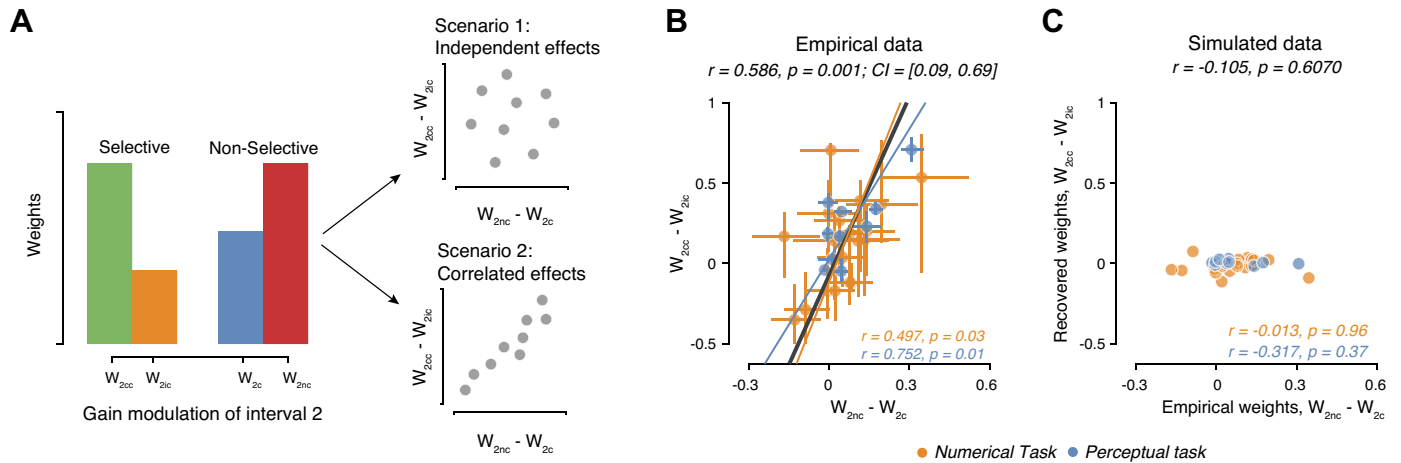 A
Weights
Selective
Non-Selective
W2cc
W2ic
W2c
W2nc
Gain modulation of interval 2
Scenario 1:
Independent effects
W2cc - W2ic
W2nc - W2c
Scenario 2:
Correlated effects
W2cc - W2ic
W2nc - W2c
B
Empirical data
r = 0.586, p = 0.001; CI = [0.09, 0.69]
W2cc - W2ic
1
0.5
0
-0.5
r = 0.497, p = 0.03
r = 0.752, p = 0.01
-0.3
0
0.3
0.6
W2nc - W2c
C
Simulated data
r = -0.105, p = 0.6070
Recovered weights, W2cc - W2ic
1
0.5
0
-0.5
r = -0.013, p = 0.96
r = -0.317, p = 0.37
-0.3
0
0.3
0.6
Empirical weights, W2nc - W2c
Numerical Task
Perceptual task